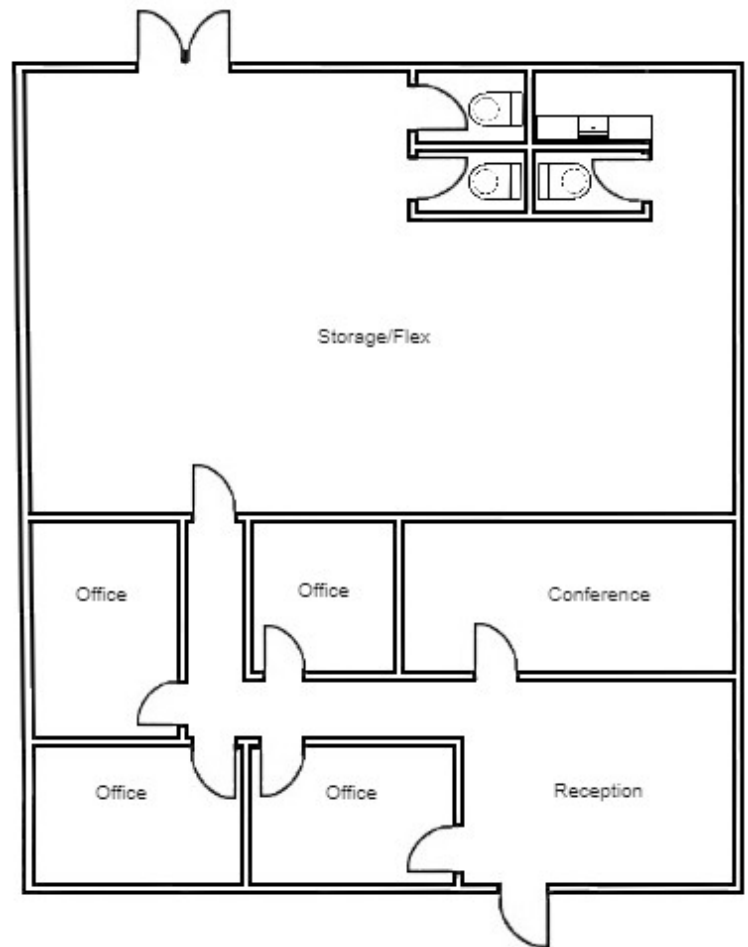 Storage/Flex
Office
Office
Conference
Office
Office
Reception